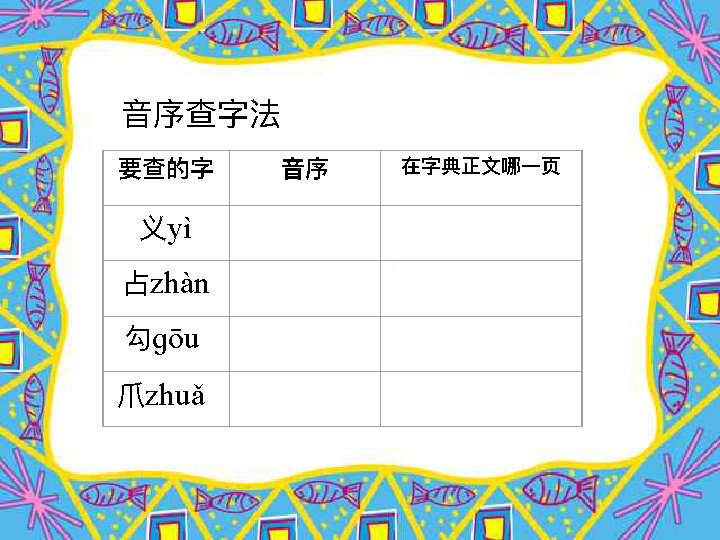 音序查字法
要查的字 音序 在字典正文哪一页
义yì
占zhàn
勾gōu
爪zhuǎ